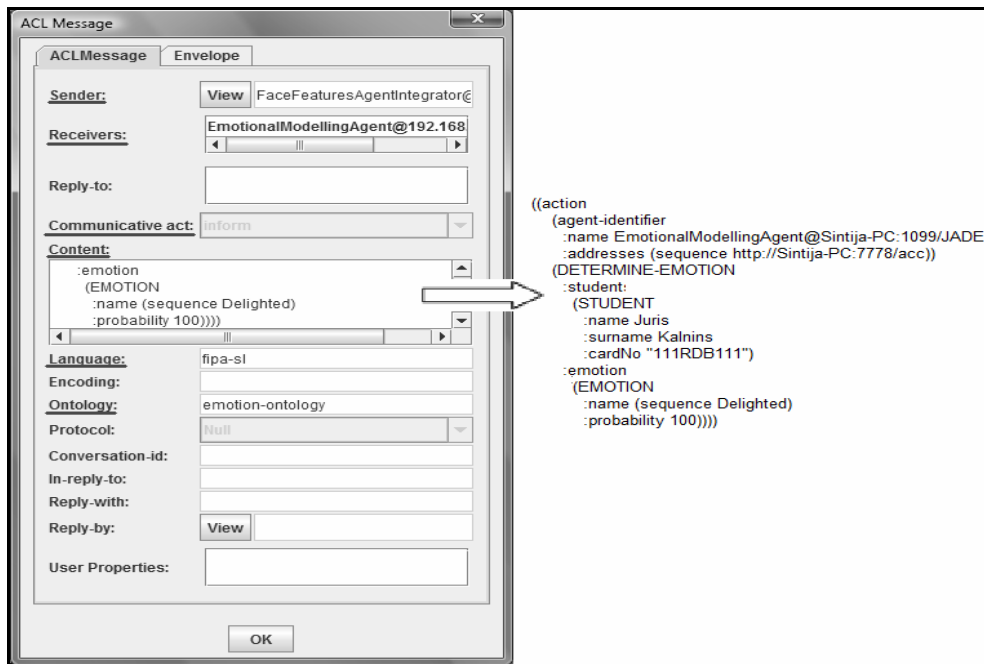 ACL Message
ACLMessage Envelope
Sender: View FaceFeaturesAgentIntegrator@
Receivers: EmotionalModellingAgent@192.168
Reply-to:
Communicative act: inform
Content:
:emotion
(EMOTION
:name (sequence Delighted)
:probability 100))))
Language: fipa-sl
Encoding:
Ontology: emotion-ontology
Protocol: Null
Conversation-id:
In-reply-to:
Reply-with:
Reply-by: View
User Properties:
OK
((action
(agent-identifier
:name EmotionalModellingAgent@Sintija-PC:1099/JADE
:addresses (sequence http://Sintija-PC:7778/acc))
(DETERMINE-EMOTION
:student:
(STUDENT
:name Juris
:surname Kalnins
:cardNo "111RDB111")
:emotion
(EMOTION
:name (sequence Delighted)
:probability 100))))